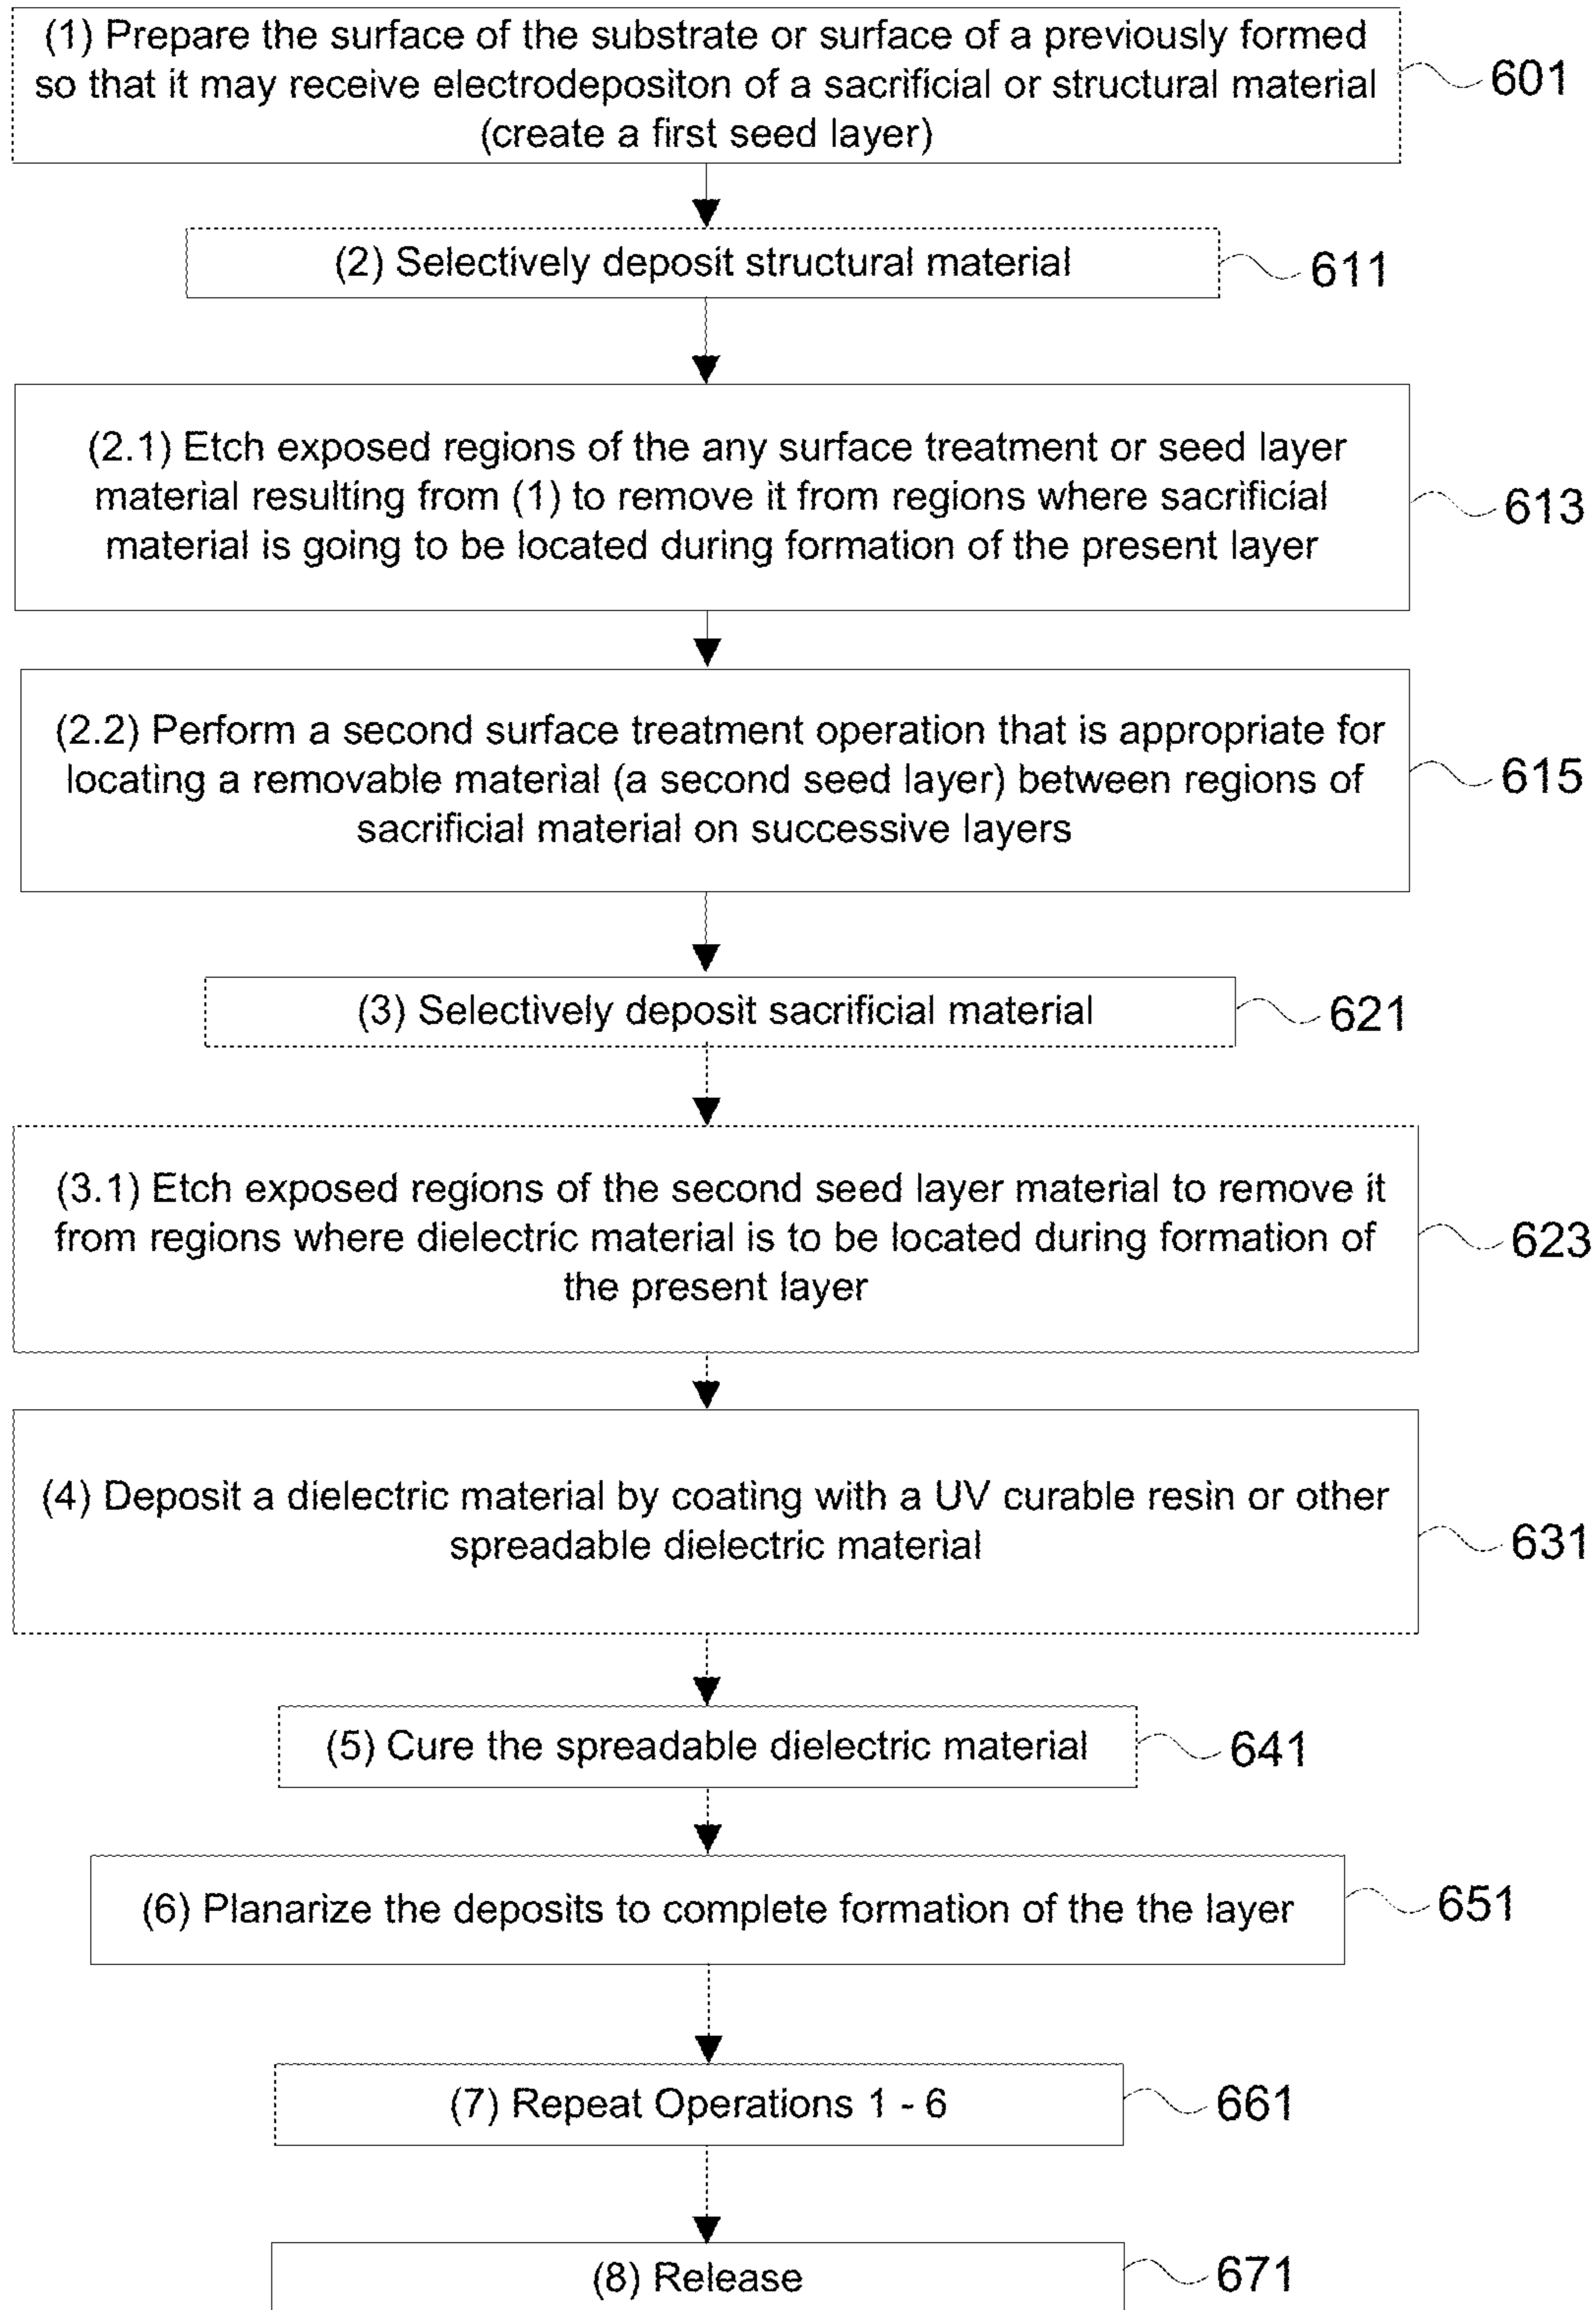 (1) Prepare the surface of the substrate or surface of a previously formed
so that it may receive electrodepositon of a sacrificial or structural material
(create a first seed layer)
601
(2) Selectively deposit structural material
611
(2.1) Etch exposed regions of the any surface treatment or seed layer
material resulting from (1) to remove it from regions where sacrificial
material is going to be located during formation of the present layer
613
(2.2) Perform a second surface treatment operation that is appropriate for
locating a removable material (a second seed layer) between regions of
sacrificial material on successive layers
615
(3) Selectively deposit sacrificial material
621
(3.1) Etch exposed regions of the second seed layer material to remove it
from regions where dielectric material is to be located during formation of
the present layer
623
(4) Deposit a dielectric material by coating with a UV curable resin or other
spreadable dielectric material
631
(5) Cure the spreadable dielectric material
641
(6) Planarize the deposits to complete formation of the the layer
651
(7) Repeat Operations 1 - 6
661
(8) Release
671